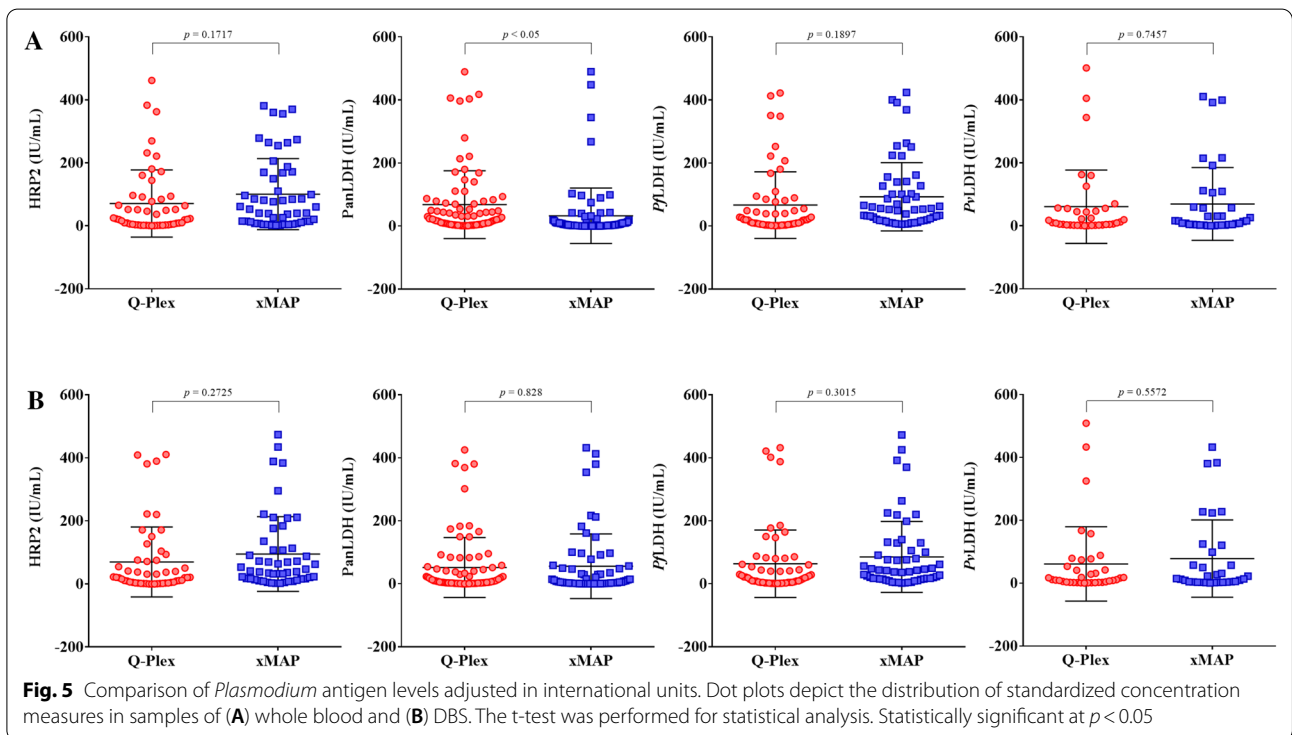 A
p = 0.1717
p < 0.05
p = 0.1897
p = 0.7457
HRP2 (IU/mL)
600
400
200
0
-200
Q-Plex xMAP
PanLDH (IU/mL)
600
400
200
0
-200
Q-Plex xMAP
PfLDH (IU/mL)
600
400
200
0
-200
Q-Plex xMAP
PvLDH (IU/mL)
600
400
200
0
-200
Q-Plex xMAP
B
p = 0.2725
p = 0.828
p = 0.3015
p = 0.5572
HRP2 (IU/mL)
600
400
200
0
-200
Q-Plex xMAP
PanLDH (IU/mL)
600
400
200
0
-200
Q-Plex xMAP
PfLDH (IU/mL)
600
400
200
0
-200
Q-Plex xMAP
PvLDH (IU/mL)
600
400
200
0
-200
Q-Plex xMAP
Fig. 5 Comparison of Plasmodium antigen levels adjusted in international units. Dot plots depict the distribution of standardized concentration
measures in samples of (A) whole blood and (B) DBS. The t-test was performed for statistical analysis. Statistically significant at p < 0.05